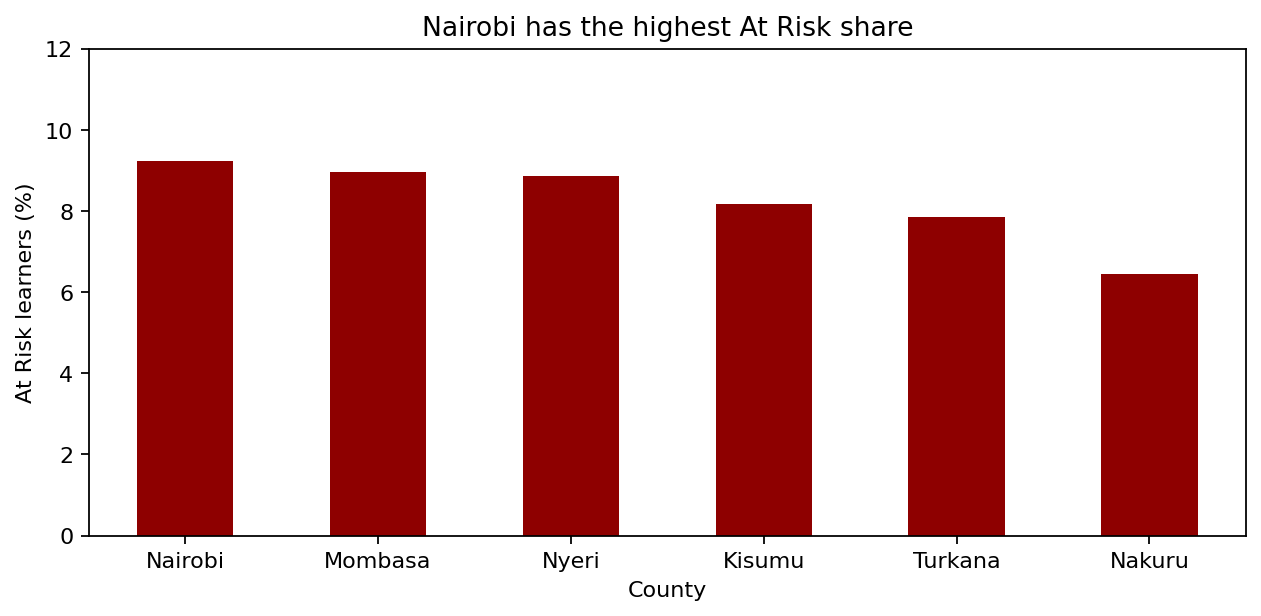 Nairobi has the highest At Risk share
At Risk learners (%)
12
10
8
6
4
2
0
Nairobi Mombasa Nyeri Kisumu Turkana Nakuru
County